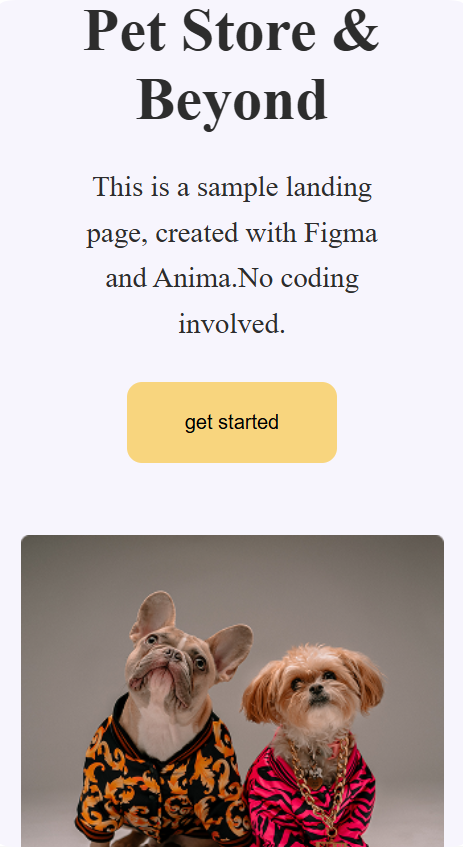 Pet Store &
Beyond
This is a sample landing
page, created with Figma
and Anima.No coding
involved.
get started